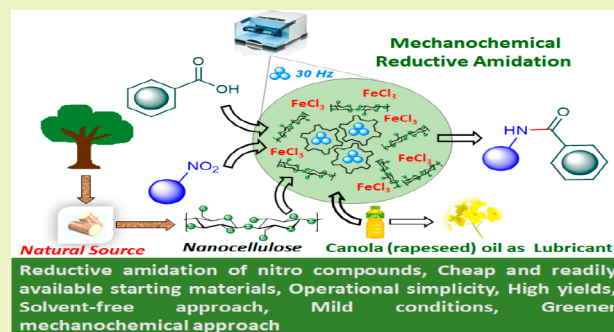 Mechanochemical
Reductive Amidation
30 Hz
O
OH
FeCl3
FeCl3
FeCl3
FeCl3
FeCl3
FeCl3
NO2
HN
O
Natural Source
Nanocellulose
Canola (rapeseed) oil as Lubricant
Reductive amidation of nitro compounds, Cheap and readily
available starting materials, Operational simplicity, High yields,
Solvent-free approach, Mild conditions, Greener
mechanochemical approach